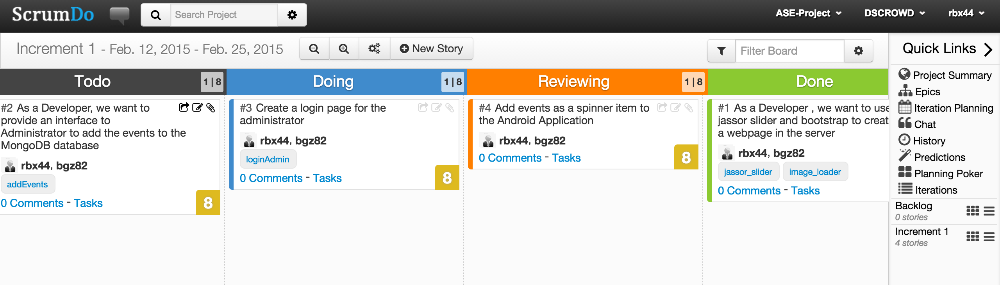 ScrumDo
Search Project
ASE-Project
DSCROWD
rbx44
Increment 1 - Feb. 12, 2015 - Feb. 25, 2015
New Story
Filter Board
Todo
1 | 8
#2 As a Developer, we want to
provide an interface to
Administrator to add the events to the
MongoDB database
rbx44, bgz82
addEvents
0 Comments - Tasks
8
Doing
1 | 8
#3 Create a login page for the
administrator
rbx44, bgz82
loginAdmin
0 Comments - Tasks
8
Reviewing
1 | 8
#4 Add events as a spinner item to
the Android Application
rbx44, bgz82
0 Comments - Tasks
8
Done
#1 As a Developer , we want to use
jassor slider and bootstrap to creat
a webpage in the server
rbx44, bgz82
jassor_slider
image_loader
0 Comments - Tasks
Quick Links
Project Summary
Epics
Iteration Planning
Chat
History
Predictions
Planning Poker
Iterations
Backlog
0 stories
Increment 1
4 stories